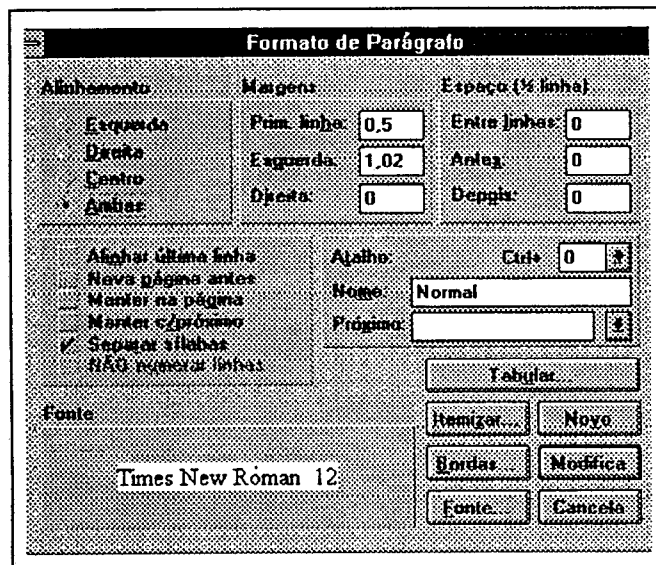 Formato de Parágrafo
Alinhamento
Esquerda
Direita
Centro
Ambas
Margens
Prim. linha: 0,5
Esquerda: 1,02
Direita: 0
Espaço (½ linha)
Entre linhas: 0
Antes: 0
Depois: 0
Alinhar última linha
Nova página antes
Manter na página
Manter c/próximo
Separar sílabas
NÃO numerar linhas
Atalho: Ctrl+ 0
Nome: Normal
Próximo:
Tabular...
Itemizar... Novo
Bordas... Modifica
Fonte... Cancela
Fonte
Times New Roman 12